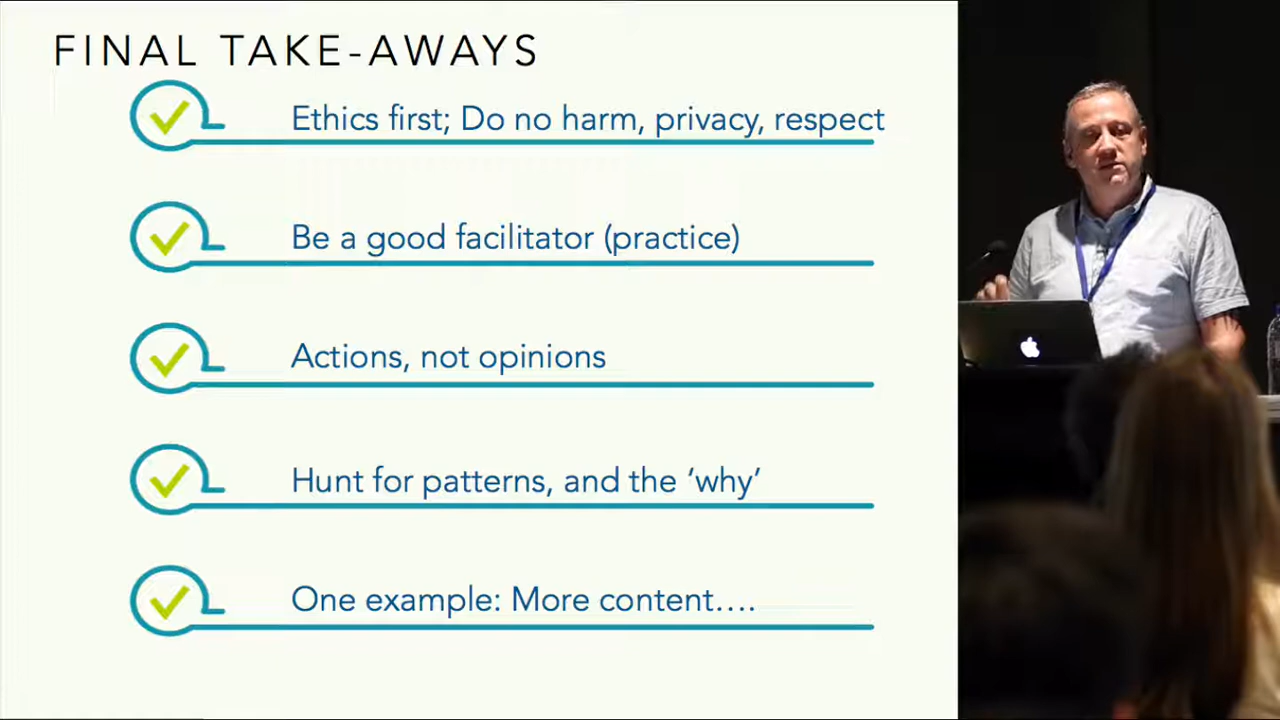 FINAL TAKE-AWAYS
Ethics first; Do no harm, privacy, respect
Be a good facilitator (practice)
Actions, not opinions
Hunt for patterns, and the ‘why’
One example: More content….